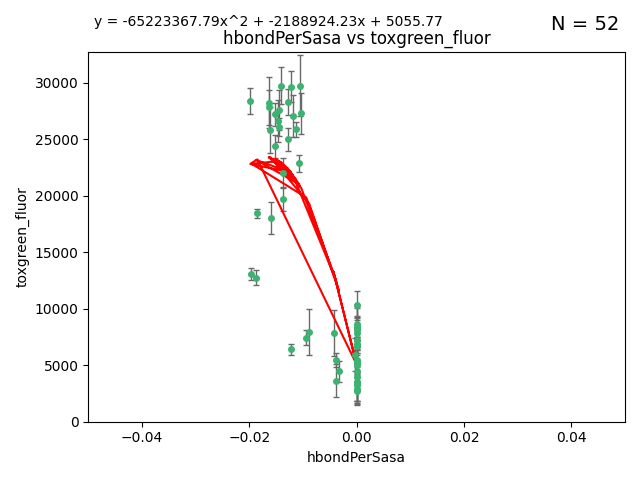 y = -65223367.79x^2 + -2188924.23x + 5055.77
N = 52
hbondPerSasa vs toxgreen_fluor
toxgreen_fluor
30000
25000
20000
15000
10000
5000
0
−0.04
−0.02
0.00
0.02
0.04
hbondPerSasa